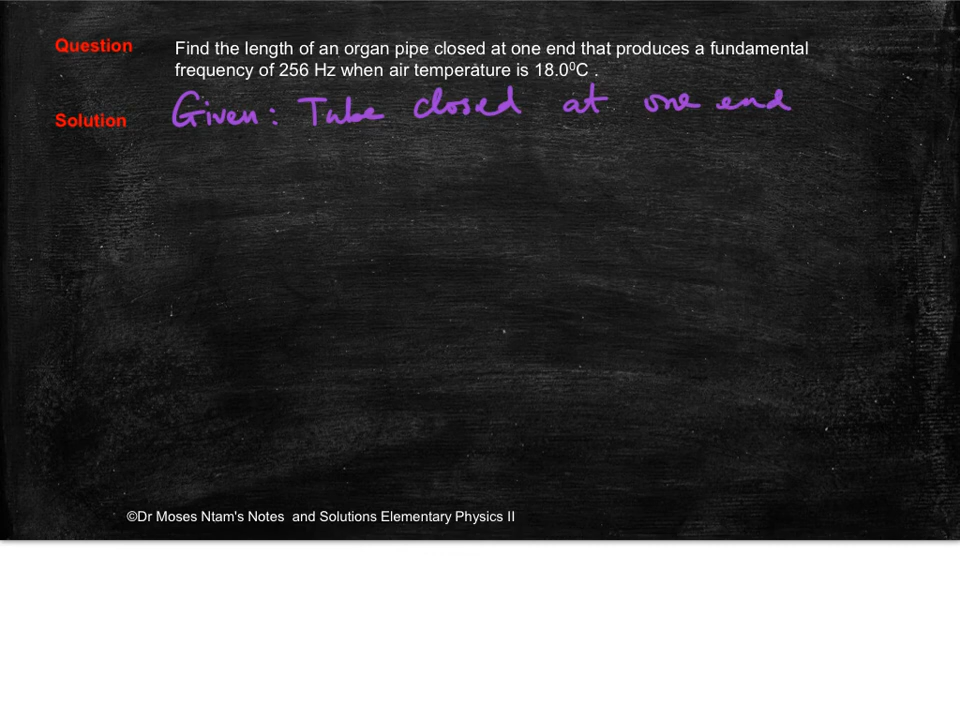 Question
Find the length of an organ pipe closed at one end that produces a fundamental
frequency of 256 Hz when air temperature is 18.0⁰C .
Solution
Given: Tube closed at one end
©Dr Moses Ntam's Notes and Solutions Elementary Physics II